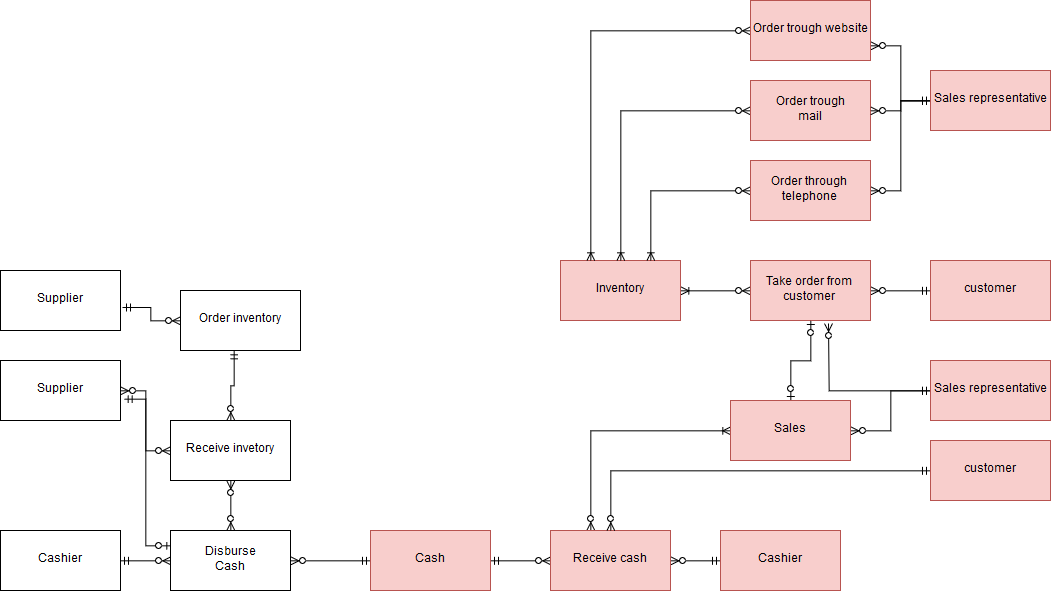 Order trough website
Sales representative
Order trough
mail
Order through
telephone
Supplier
Order inventory
Inventory
Take order from
customer
customer
Supplier
Sales representative
Receive invetory
Sales
customer
Cashier
Disburse
Cash
Cash
Receive cash
Cashier